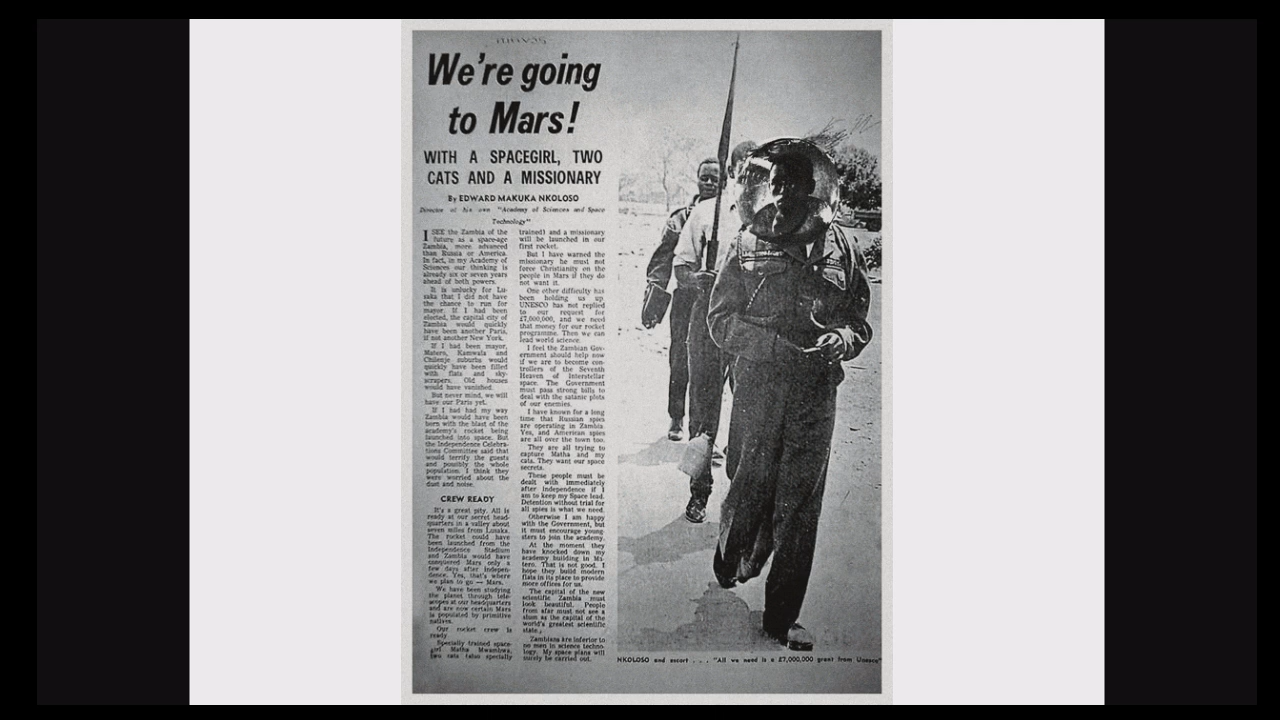 We're going
to Mars!
WITH A SPACEGIRL, TWO
CATS AND A MISSIONARY
By EDWARD MAKUKA NKOLOSO
Director of his own "Academy of Sciences and Space
Technology"
I SEE the Zambia of the
future as a space-age
Zambia, more advanced
than Russia or America.
In fact, in my Academy of
Sciences our thinking is
already six or seven years
ahead of both powers.
It is unlucky for Lu-
saka that I did not have
the chance to run for
mayor. If I had been
elected, the capital city of
Zambia would quickly
have been another Paris,
if not another New York.
If I had been mayor,
Matero, Kamwala and
Chilenje suburbs would
quickly have been filled
with flats and sky-
scrapers. Old houses
would have vanished.
But never mind, we will
have our Paris yet.
If I had had my way
Zambia would have been
born with the blast of the
academy's rocket being
launched into space. But
the Independence Celebra-
tions Committee said that
would terrify the guests
and possibly the whole
population. I think they
were worried about the
dust and noise.
CREW READY
It's a great pity. All is
ready at our secret head-
quarters in a valley about
seven miles from Lusaka.
The rocket could have
been launched from the
Independence Stadium
and Zambia would have
conquered Mars only a
few days after Indepen-
dence. Yes, that's where
we plan to go — Mars.
We have been studying
the planet through tele-
scopes at our headquarters
and are now certain Mars
is populated by primitive
natives.
Our rocket crew is
ready.
Specially trained space-
girl Matha Mwambwa,
two cats (also specially
trained) and a missionary
will be launched in our
first rocket.
But I have warned the
missionary he must not
force Christianity on the
people in Mars if they do
not want it.
One other difficulty has
been holding us up.
UNESCO has not replied
to our request for
£7,000,000, and we need
that money for our rocket
programme. Then we can
lead world science.
I feel the Zambian Gov-
ernment should help now
if we are to become con-
trollers of the Seventh
Heaven of Interstellar
space. The Government
must pass strong bills to
deal with the satanic plots
of our enemies.
I have known for a long
time that Russian spies
are operating in Zambia.
Yes, and American spies
are all over the town too.
They are all trying to
capture Matha and my
cats. They want our space
secrets.
These people must be
dealt with immediately
after independence if I
am to keep my Space lead.
Detention without trial for
all spies is what we need.
Otherwise I am happy
with the Government, but
it must encourage young-
sters to join the academy.
At the moment they
have knocked down my
academy building in Ma-
tero. That is not good. I
hope they build modern
flats in its place to provide
more offices for us.
The capital of the new
scientific Zambia must
look beautiful. People
from afar must not see a
slum as the capital of the
world's greatest scientific
state.
Zambians are inferior to
no men in science techno-
logy. My space plans will
surely be carried out.
NKOLOSO and escort . . . "All we need is a £7,000,000 grant from Unesco"